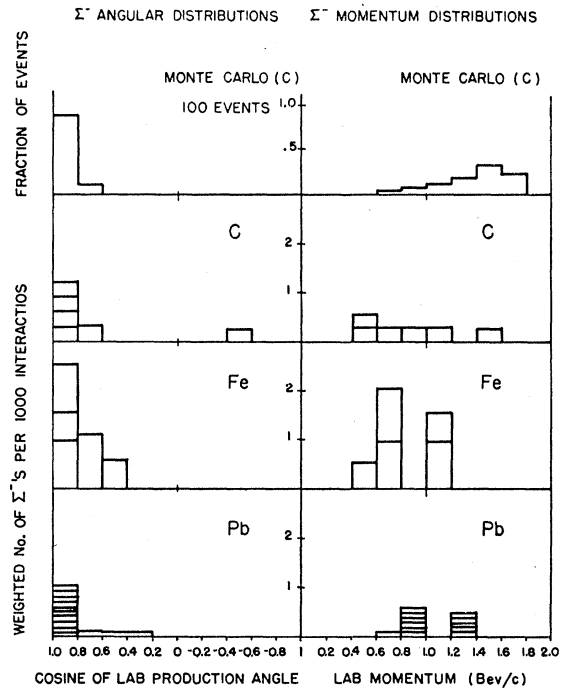 Σ⁻ ANGULAR DISTRIBUTIONS Σ⁻ MOMENTUM DISTRIBUTIONS
MONTE CARLO (C) MONTE CARLO (C)
100 EVENTS 1.0
.5
FRACTION OF EVENTS
C 2 C
1
Fe 2 Fe
1
Pb 2 Pb
1
WEIGHTED No. OF Σ⁻'S PER 1000 INTERACTIOS
1.0 0.8 0.6 0.4 0.2 0 -0.2 -0.4 -0.6 -0.8 1 0.4 0.6 0.8 1.0 1.2 1.4 1.6 1.8 2.0
COSINE OF LAB PRODUCTION ANGLE LAB MOMENTUM (Bev/c)